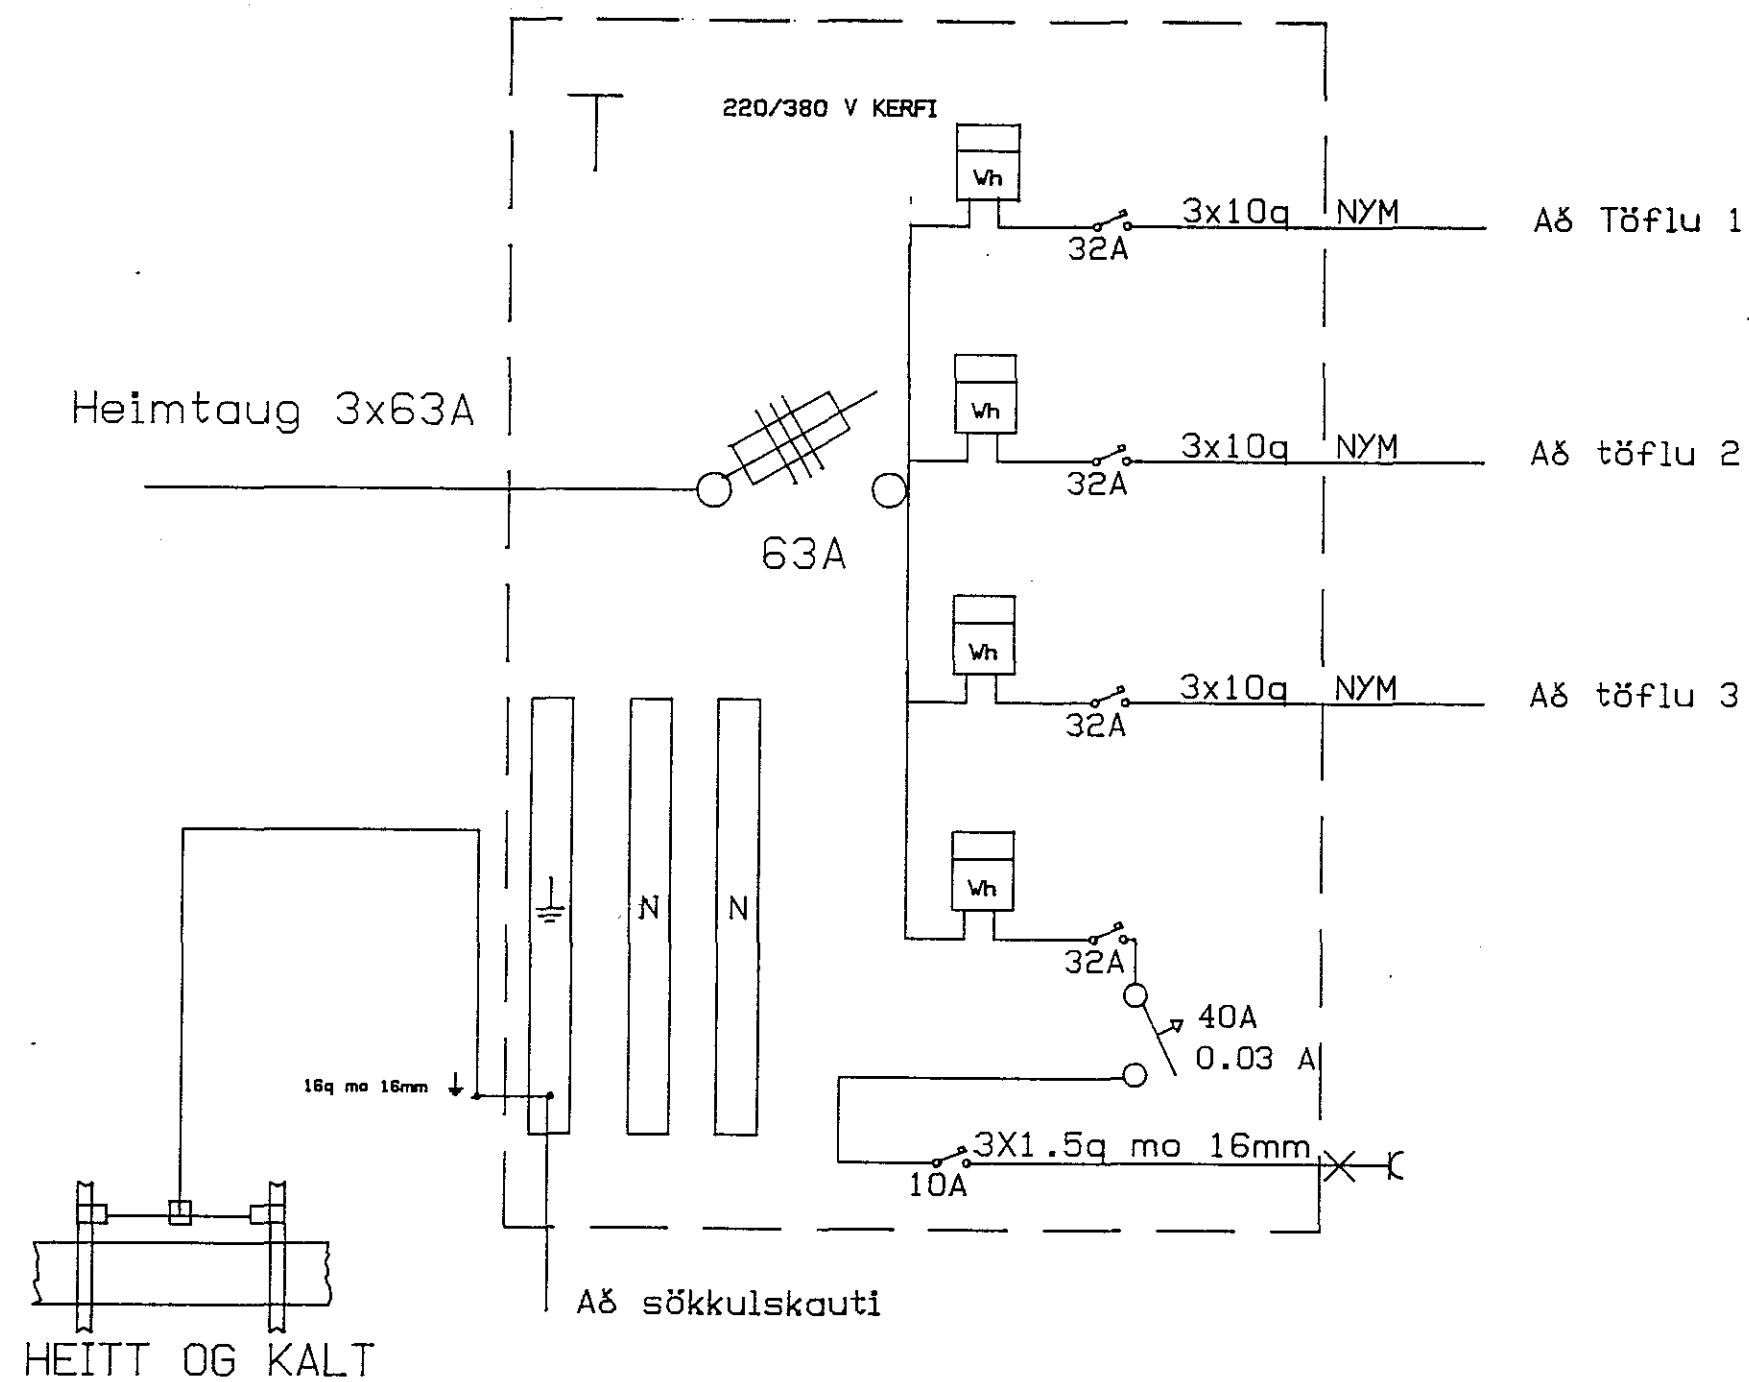 220/380 V KERFI
Wh
3x10q NYM
Að Töflu 1
32A
Heimtaug 3x63A
Wh
3x10q NYM
Að töflu 2
32A
63A
Wh
3x10q NYM
Að töflu 3
32A
Wh
N
N
32A
40A
0.03 A
16q mo 16mm
3X1.5q mo 16mm
10A
Að sökkulskauti
HEITT OG KALT